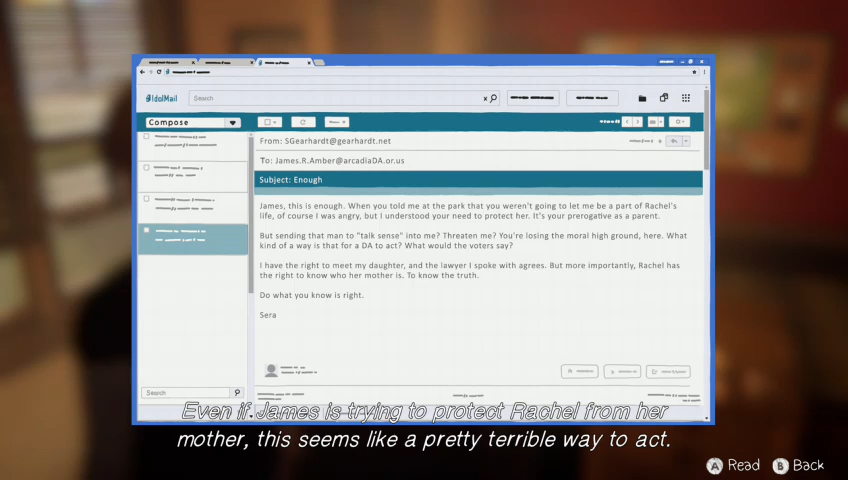 IdolMail
Search
Compose
From: SGearhardt@gearhardt.net
To: James.R.Amber@arcadiaDA.or.us
Subject: Enough
James, this is enough. When you told me at the park that you weren't going to let me be a part of Rachel's
life, of course I was angry, but I understood your need to protect her. It's your prerogative as a parent.
But sending that man to "talk sense" into me? Threaten me? You're losing the moral high ground, here. What
kind of a way is that for a DA to act? What would the voters say?
I have the right to meet my daughter, and the lawyer I spoke with agrees. But more importantly, Rachel has
the right to know who her mother is. To know the truth.
Do what you know is right.
Sera
Search
Even if James is trying to protect Rachel from her
mother, this seems like a pretty terrible way to act.
A Read B Back